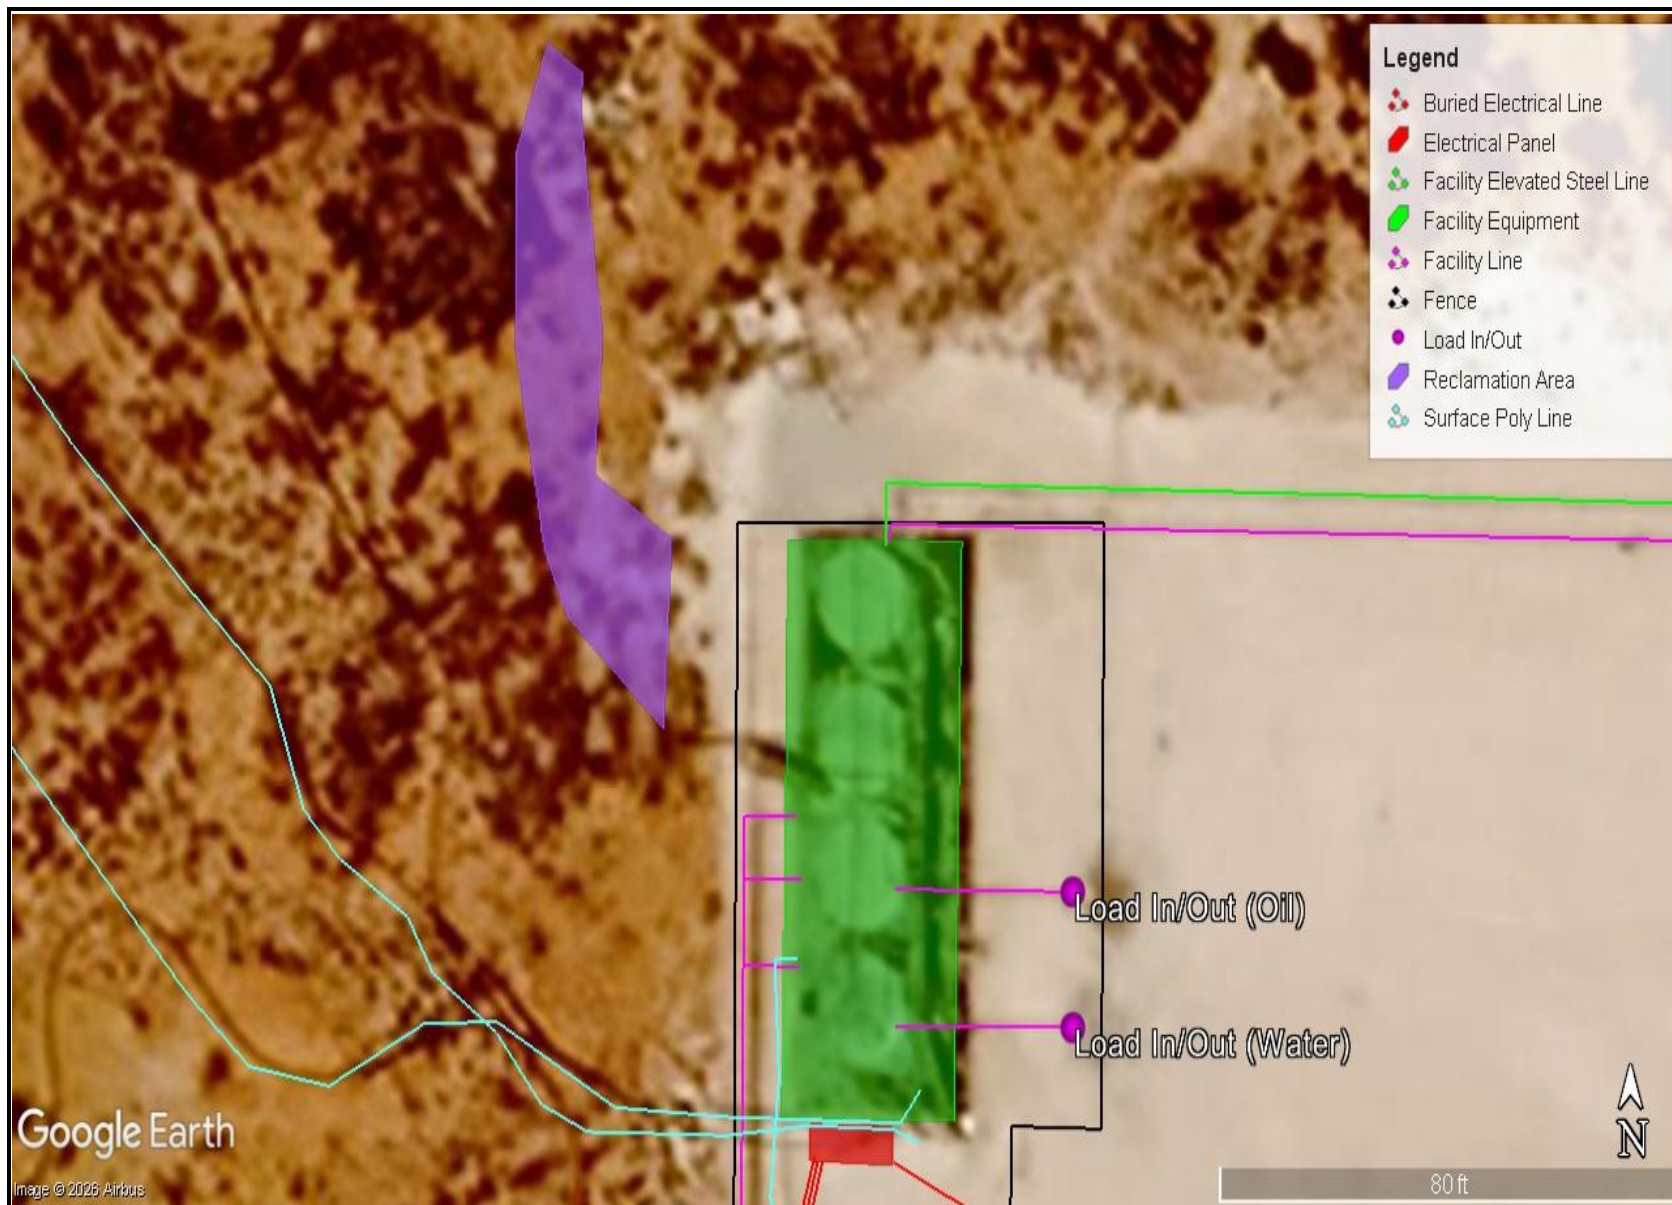 Legend
Buried Electrical Line
Electrical Panel
Facility Elevated Steel Line
Facility Equipment
Facility Line
Fence
Load In/Out
Reclamation Area
Surface Poly Line
Load In/Out (Oil)
Load In/Out (Water)
Google Earth
N
Image © 2026 Airbus
80 ft